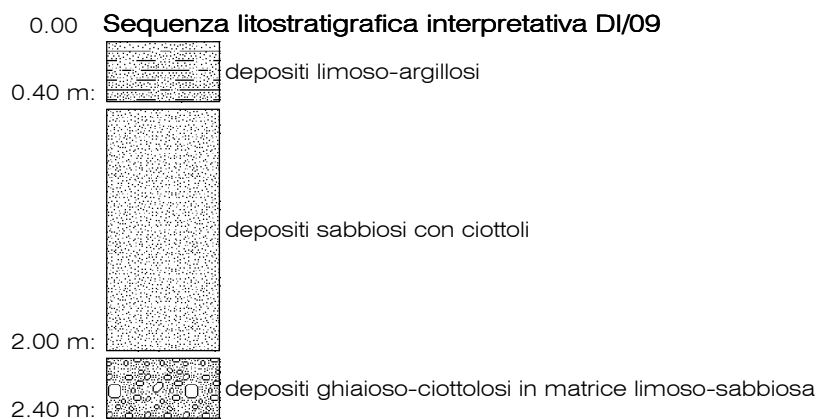 0.00 Sequenza litostratigrafica interpretativa DI/09
depositi limoso-argillosi
0.40 m:
depositi sabbiosi con ciottoli
2.00 m:
depositi ghiaioso-ciottolosi in matrice limoso-sabbiosa
2.40 m: